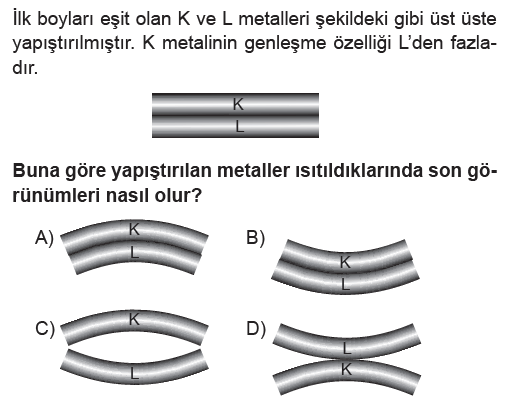 İlk boyları eşit olan K ve L metalleri şekildeki gibi üst üste
yapıştırılmıştır. K metalinin genleşme özelliği L'den fazla-
dır.
K
L
Buna göre yapıştırılan metaller ısıtıldıklarında son gö-
rünümleri nasıl olur?
A) K
L
B) K
L
C) K
L
D) L
K